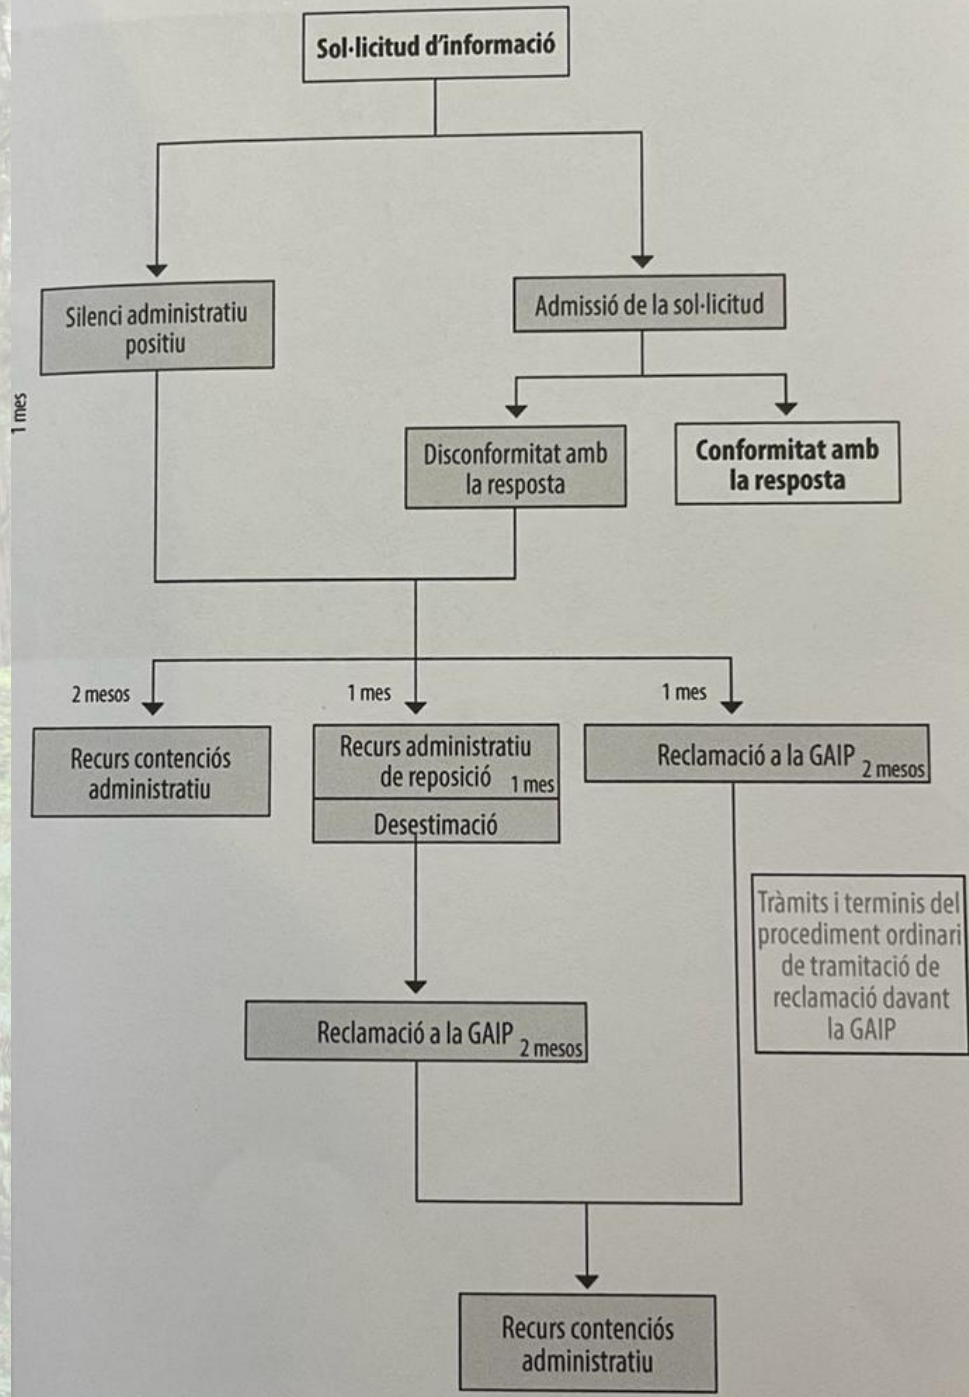 Sol·licitud d'informació
Silenci administratiu
positiu
Admissió de la sol·licitud
1 mes
Disconformitat amb
la resposta
Conformitat amb
la resposta
2 mesos
1 mes
1 mes
Recurs contenciós
administratiu
Recurs administratiu
de reposició 1 mes
Desestimació
Reclamació a la GAIP 2 mesos
Tràmits i terminis del
procediment ordinari
de tramitació de
reclamació davant
la GAIP
Reclamació a la GAIP 2 mesos
Recurs contenciós
administratiu